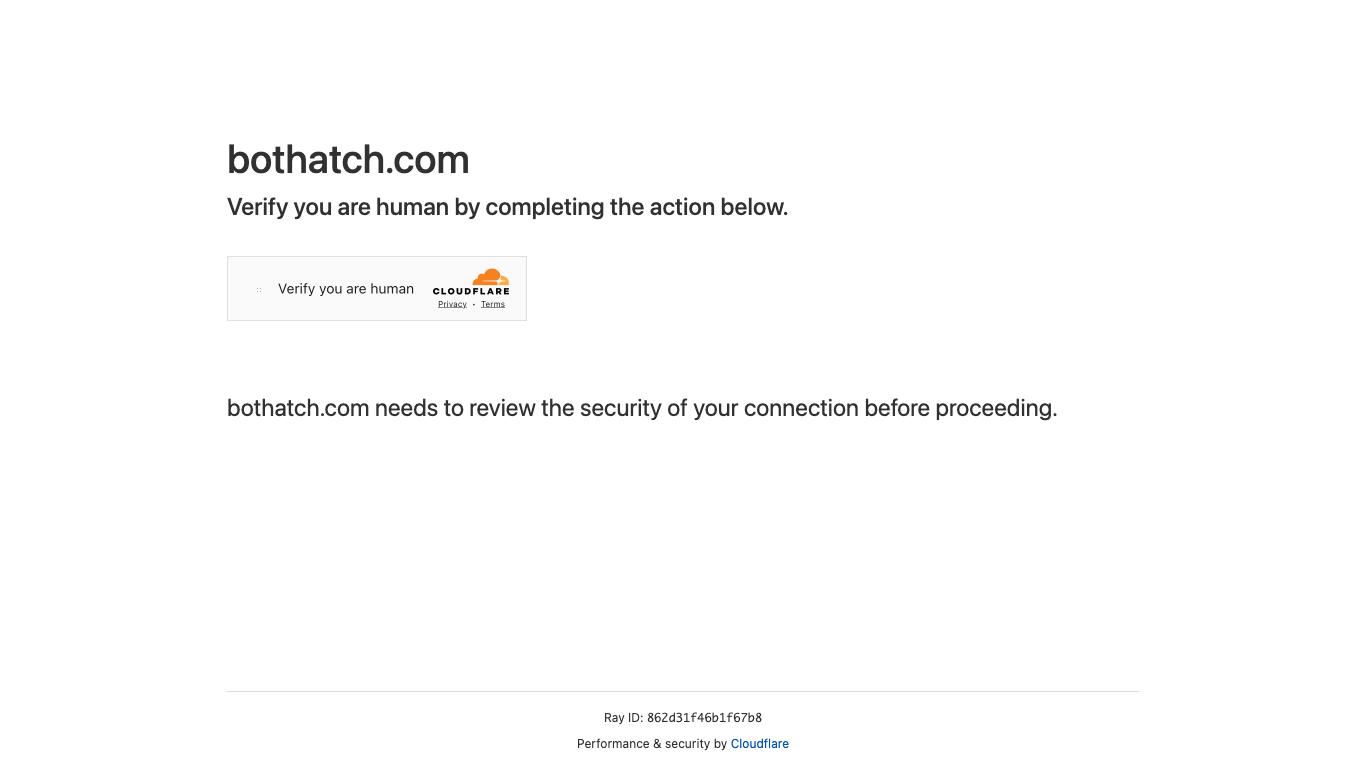 bothatch.com
Verify you are human by completing the action below.
Verify you are human
CLOUDFLARE
Privacy • Terms
bothatch.com needs to review the security of your connection before proceeding.
Ray ID: 862d31f46b1f67b8
Performance & security by Cloudflare